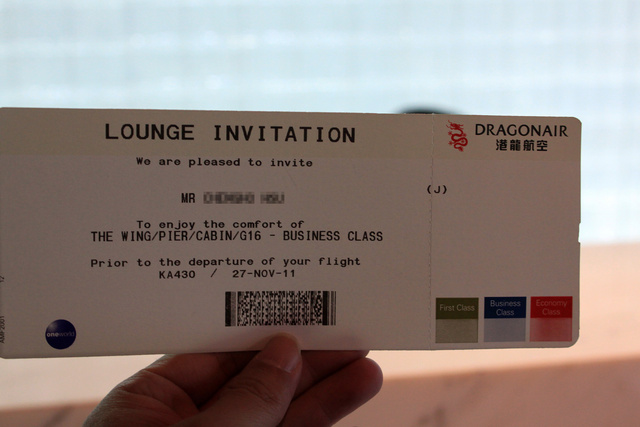 LOUNGE INVITATION
We are pleased to invite
MR
To enjoy the comfort of
THE WING/PIER/CABIN/G16 - BUSINESS CLASS
Prior to the departure of your flight
KA430 / 27-NOV-11
oneworld
DRAGONAIR
港龍航空
(J)
First Class
Business Class
Economy Class